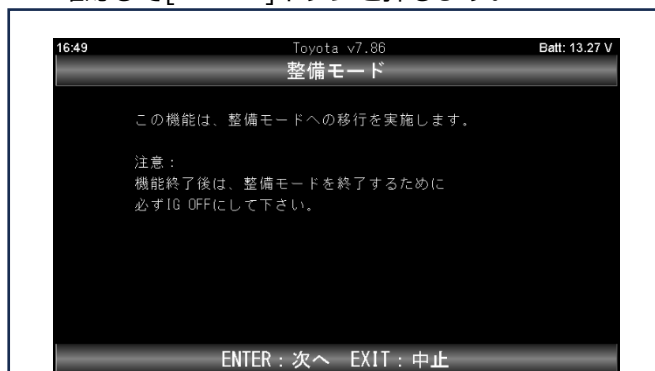 16:49 Toyota v7.86 Batt: 13.27 V
整備モード
この機能は、整備モードへの移行を実施します。
注意：
機能終了後は、整備モードを終了するために
必ずIG OFFにして下さい。
ENTER：次へ EXIT：中止